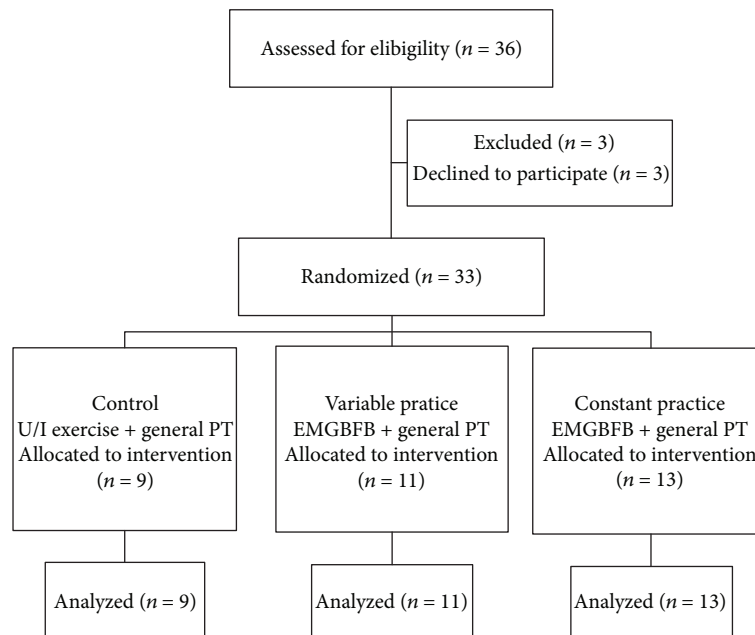 Assessed for elibigility (n = 36)
Excluded (n = 3)
Declined to participate (n = 3)
Randomized (n = 33)
Control
U/I exercise + general PT
Allocated to intervention
(n = 9)
Variable pratice
EMGBFB + general PT
Allocated to intervention
(n = 11)
Constant practice
EMGBFB + general PT
Allocated to intervention
(n = 13)
Analyzed (n = 9)
Analyzed (n = 11)
Analyzed (n = 13)